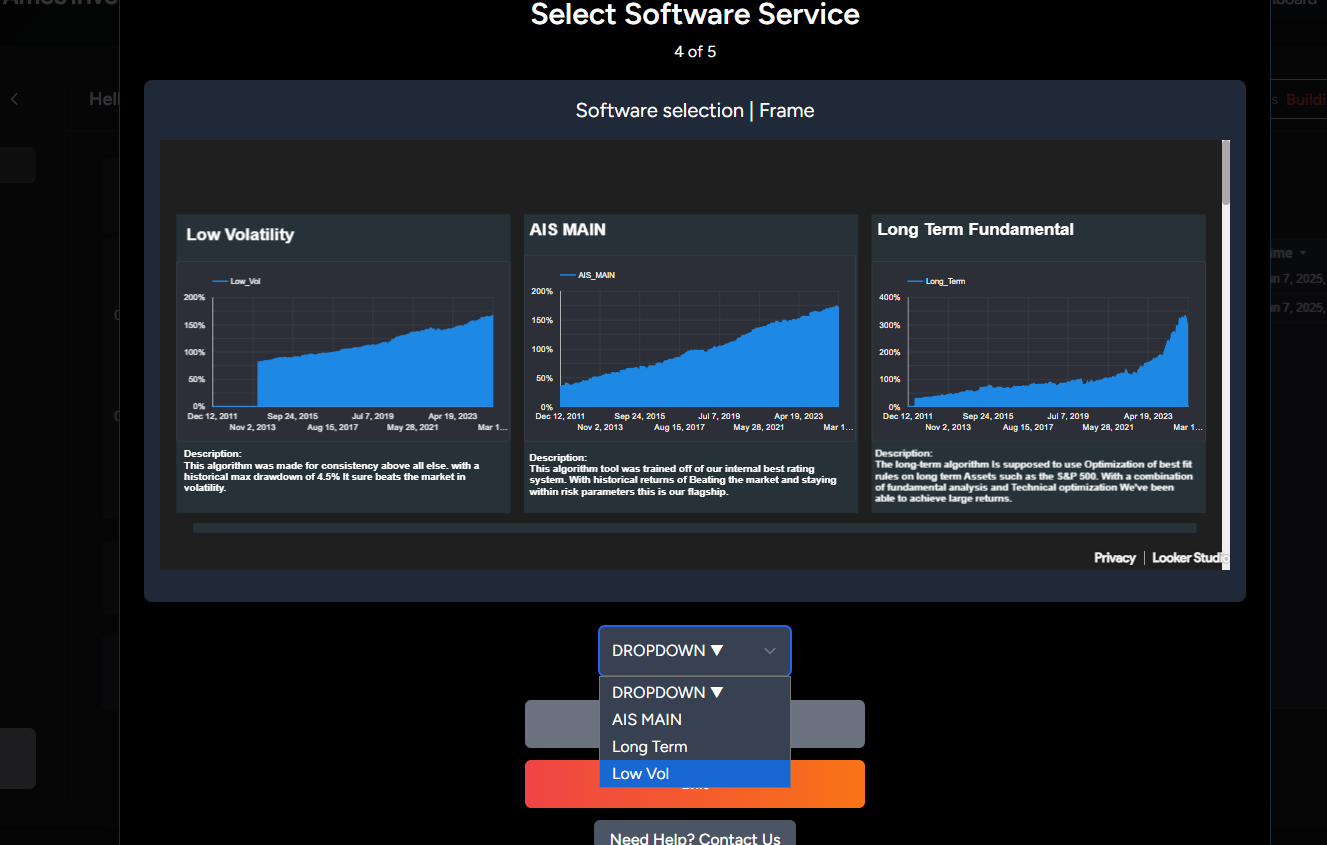 Select Software Service
4 of 5
Hell
Buildi
Software selection | Frame
Low Volatility
Low_Vol
200%
150%
100%
50%
0%
Dec 12, 2011
Sep 24, 2015
Jul 7, 2019
Apr 19, 2023
Nov 2, 2013
Aug 15, 2017
May 28, 2021
Mar 1...
Description:
This algorithm was made for consistency above all else. with a
historical max drawdown of 4.5% It sure beats the market in
volatility.
AIS MAIN
AIS_MAIN
200%
150%
100%
50%
0%
Dec 12, 2011
Sep 24, 2015
Jul 7, 2019
Apr 19, 2023
Nov 2, 2013
Aug 15, 2017
May 28, 2021
Mar 1...
Description:
This algorithm tool was trained off of our internal best rating
system. With historical returns of Beating the market and staying
within risk parameters this is our flagship.
Long Term Fundamental
Long_Term
400%
300%
200%
100%
0%
Dec 12, 2011
Sep 24, 2015
Jul 7, 2019
Apr 19, 2023
Nov 2, 2013
Aug 15, 2017
May 28, 2021
Mar 1...
Description:
The long-term algorithm Is supposed to use Optimization of best fit
rules on long term Assets such as the S&P 500. With a combination
of fundamental analysis and Technical optimization We've been
able to achieve large returns.
ime
n 7, 2025,
n 7, 2025,
Privacy
Looker Studio
DROPDOWN ▼
DROPDOWN ▼
AIS MAIN
Long Term
Low Vol
Need Help? Contact Us